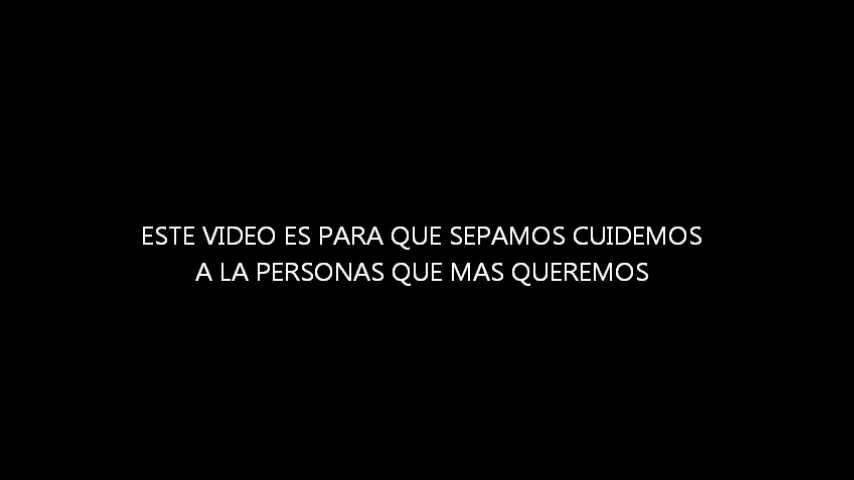 ESTE VIDEO ES PARA QUE SEPAMOS CUIDEMOS
A LA PERSONAS QUE MAS QUEREMOS